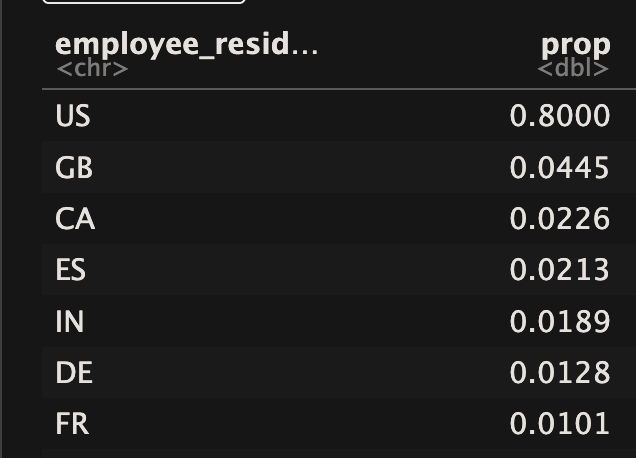 employee_resid... prop
<chr> <dbl>
US 0.8000
GB 0.0445
CA 0.0226
ES 0.0213
IN 0.0189
DE 0.0128
FR 0.0101